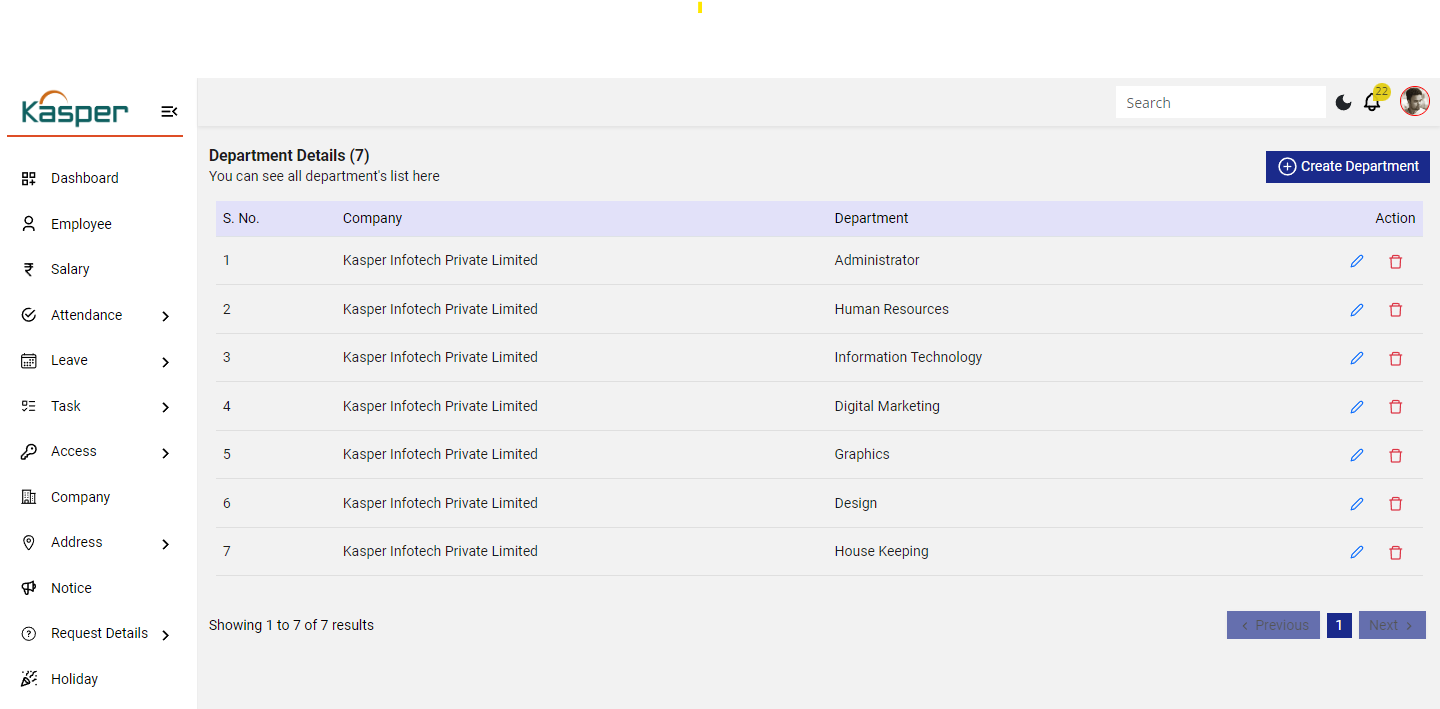 Kasper
Search
22
Department Details (7)
You can see all department's list here
Create Department
Dashboard
Employee
Salary
Attendance
Leave
Task
Access
Company
Address
Notice
Request Details
Holiday
S. No. Company Department Action
1 Kasper Infotech Private Limited Administrator
2 Kasper Infotech Private Limited Human Resources
3 Kasper Infotech Private Limited Information Technology
4 Kasper Infotech Private Limited Digital Marketing
5 Kasper Infotech Private Limited Graphics
6 Kasper Infotech Private Limited Design
7 Kasper Infotech Private Limited House Keeping
Showing 1 to 7 of 7 results
Previous 1 Next